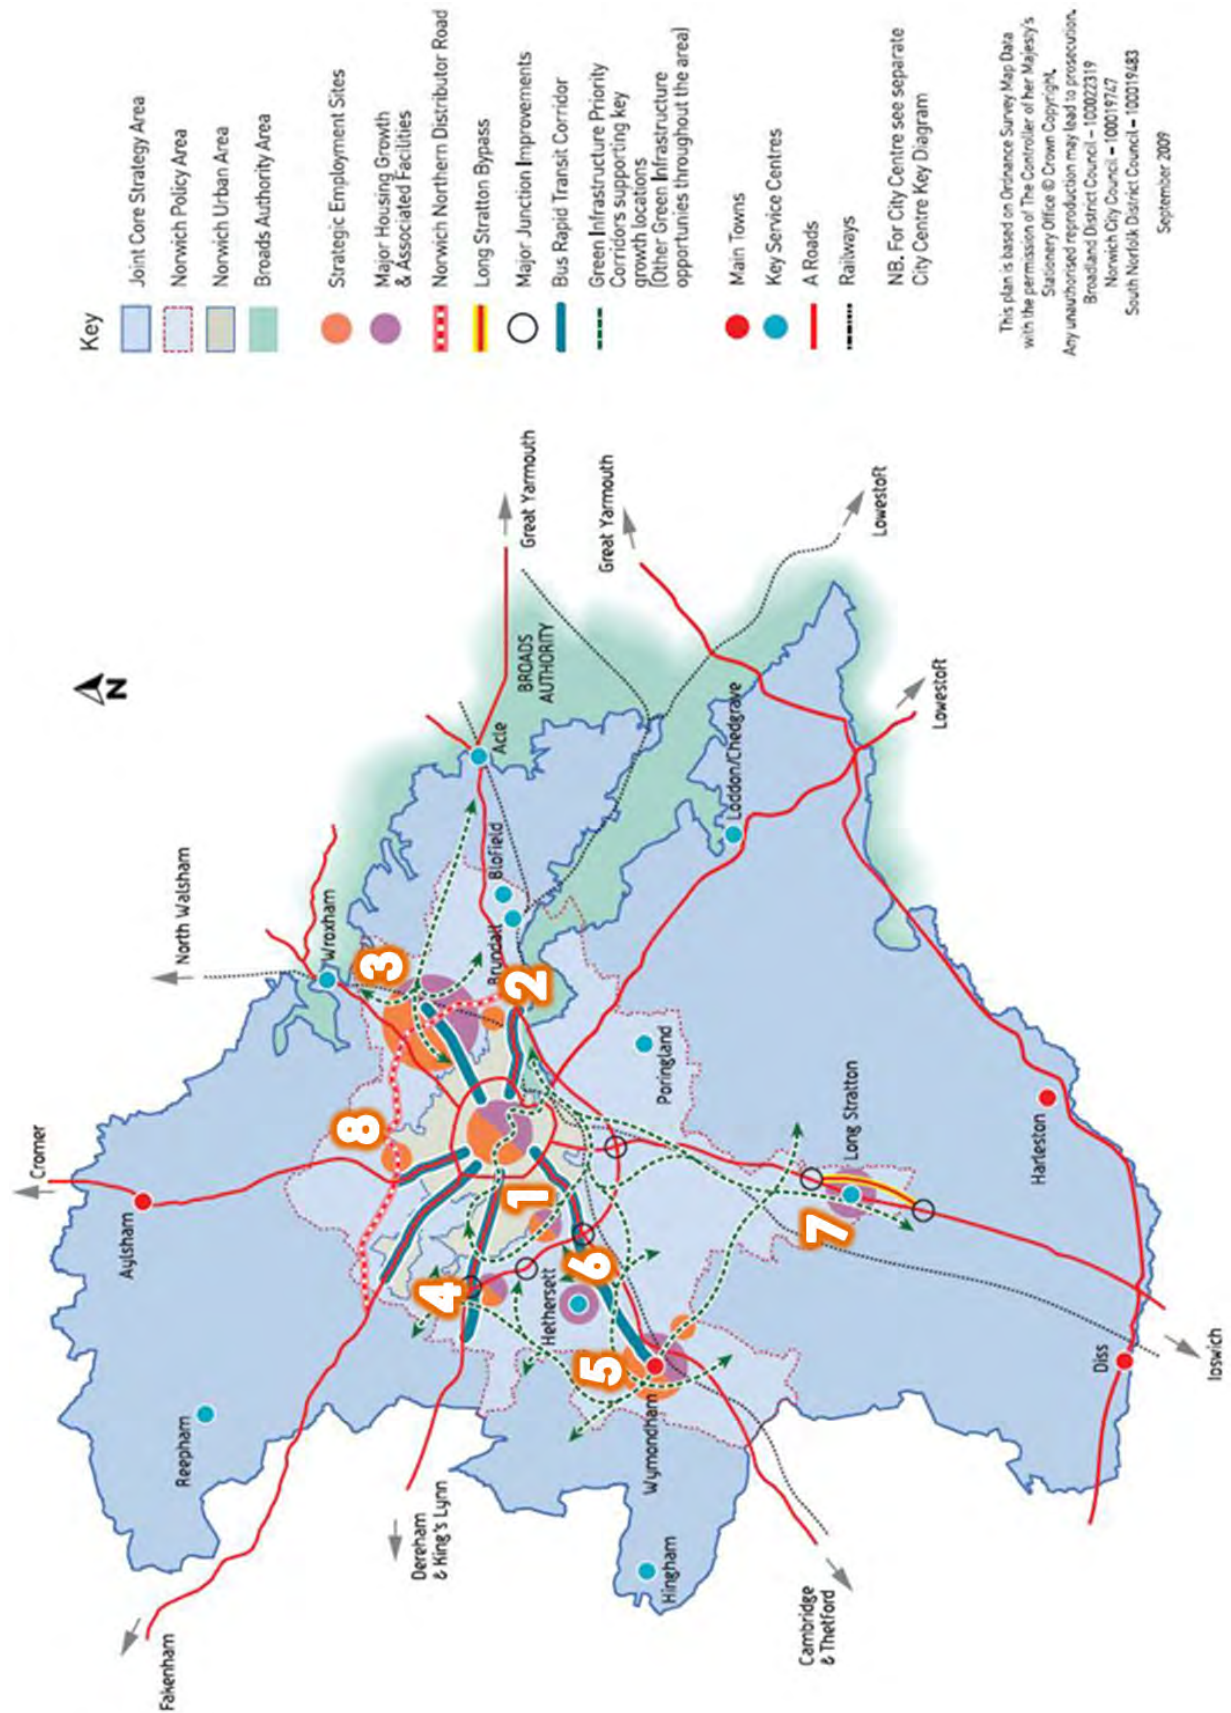 Key
Joint Core Strategy Area
Norwich Policy Area
Norwich Urban Area
Broads Authority Area
Strategic Employment Sites
Major Housing Growth
& Associated Facilities
Norwich Northern Distributor Road
Long Stratton Bypass
Major Junction Improvements
Bus Rapid Transit Corridor
Green Infrastructure Priority
Corridors supporting key
growth locations
(Other Green Infrastructure
opportunies throughout the area)
Main Towns
Key Service Centres
A Roads
Railways
NB. For City Centre see separate
City Centre Key Diagram
This plan is based on Ordnance Survey Map Data
with the permission of The Controller of her Majesty's
Stationery Office © Crown Copyright.
Any unauthorised reproduction may lead to prosecution.
Broadland District Council – 100022319
Norwich City Council – 100019747
South Norfolk District Council – 100019483
September 2009
N
Cromer
North Walsham
Fakenham
Aylsham
Reepham
Wroxham
8
3
Dereham
& King's Lynn
4
1
2
Brundall
Blofield
Acle
Great Yarmouth
BROADS
AUTHORITY
Hethersett
6
5
Great Yarmouth
Hingham
Wymondham
Poringland
Loddon/Chedgrave
Cambridge
& Thetford
7
Long Stratton
Lowestoft
Lowestoft
Harleston
Diss
Ipswich